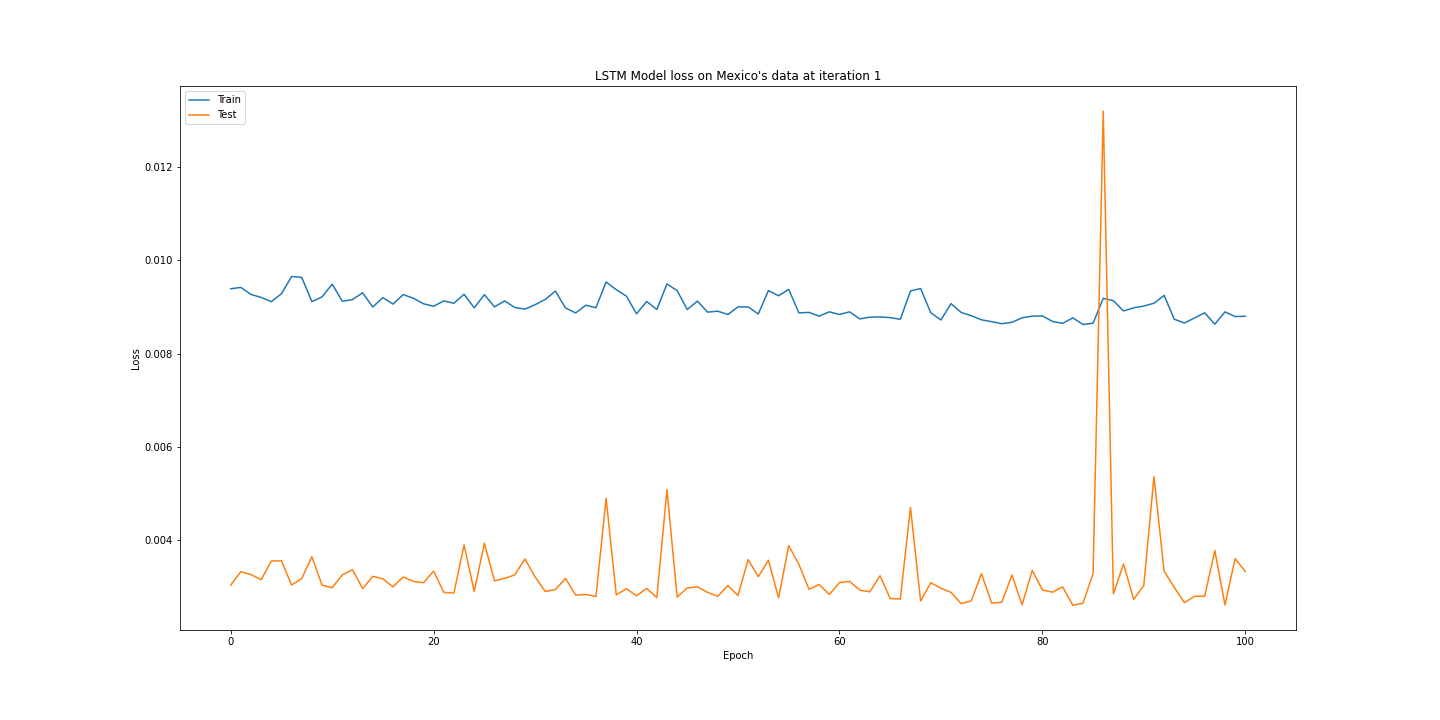 LSTM Model loss on Mexico's data at iteration 1
Train
Test
0.012
0.010
0.008
0.006
0.004
Loss
0 20 40 60 80 100
Epoch